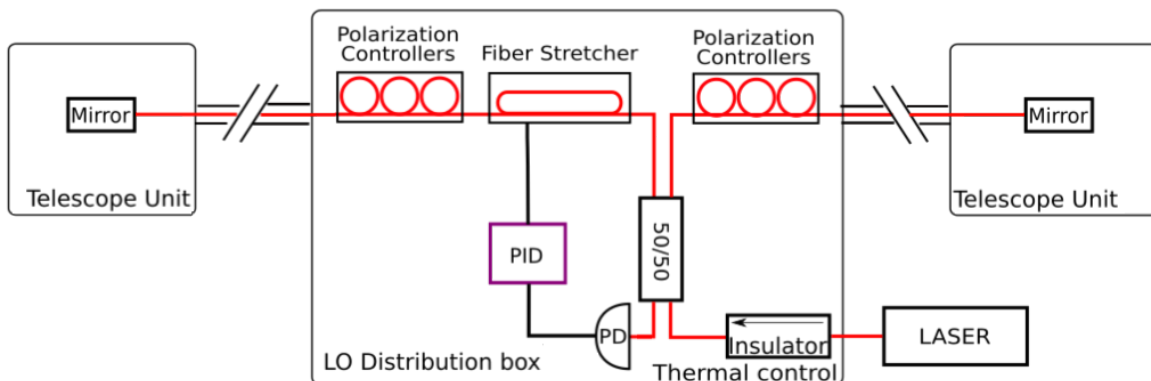 Polarization
Controllers
Fiber Stretcher
Polarization
Controllers
Mirror
Mirror
Telescope Unit
Telescope Unit
PID
50/50
PD
Insulator
LASER
LO Distribution box
Thermal control